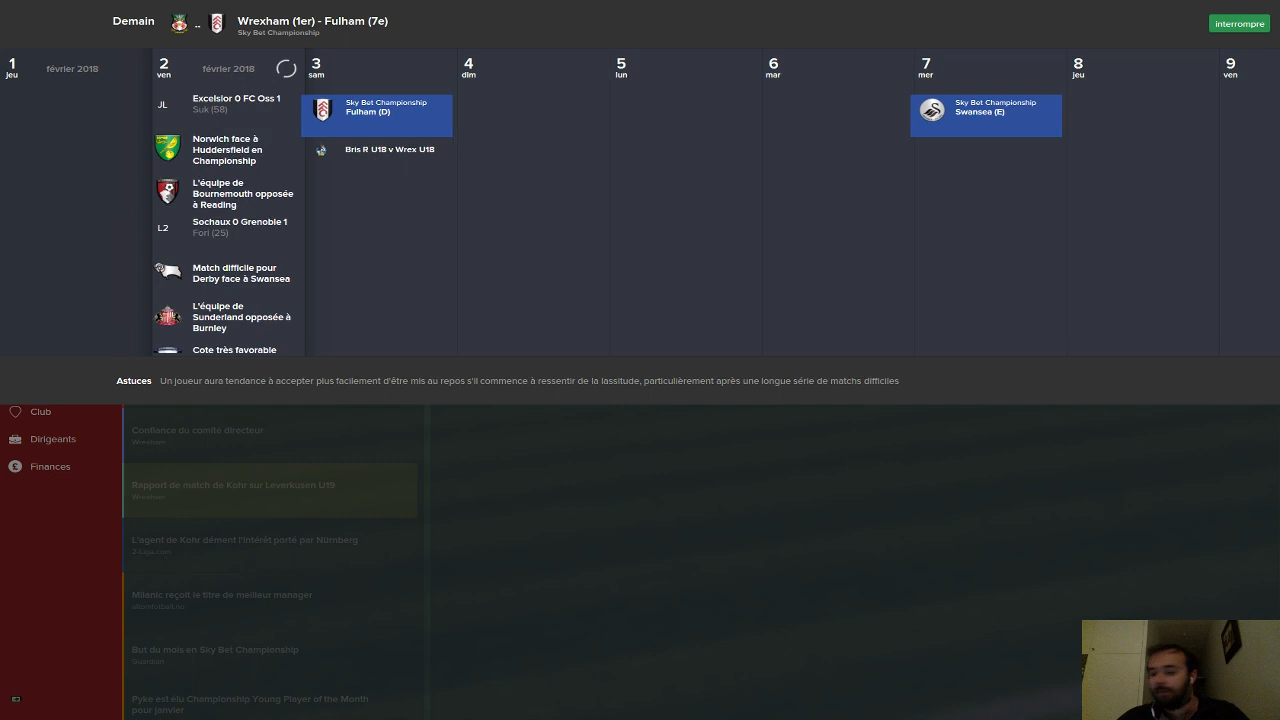 Demain
..
Wrexham (1er) - Fulham (7e)
Sky Bet Championship
interrompre
1
jeu
février 2018
2
ven
février 2018
3
sam
4
dim
5
lun
6
mar
7
mer
8
jeu
9
ven
JL
Excelsior 0 FC Oss 1
Suk (58)
Norwich face à
Huddersfield en
Championship
L'équipe de
Bournemouth opposée
à Reading
L2
Sochaux 0 Grenoble 1
Fori (25)
Match difficile pour
Derby face à Swansea
L'équipe de
Sunderland opposée à
Burnley
Cote très favorable
Sky Bet Championship
Fulham (D)
Bris R U18 v Wrex U18
Sky Bet Championship
Swansea (E)
Astuces
Un joueur aura tendance à accepter plus facilement d'être mis au repos s'il commence à ressentir de la lassitude, particulièrement après une longue série de matchs difficiles
Club
Dirigeants
Finances
Confiance du comité directeur
Wrexham
Rapport de match de Kohr sur Leverkusen U19
Wrexham
L'agent de Kohr dément l'intérêt porté par Nürnberg
2-Liga.com
Milanic reçoit le titre de meilleur manager
altomfotball.no
But du mois en Sky Bet Championship
Guardian
Pyke est élu Championship Young Player of the Month
pour janvier